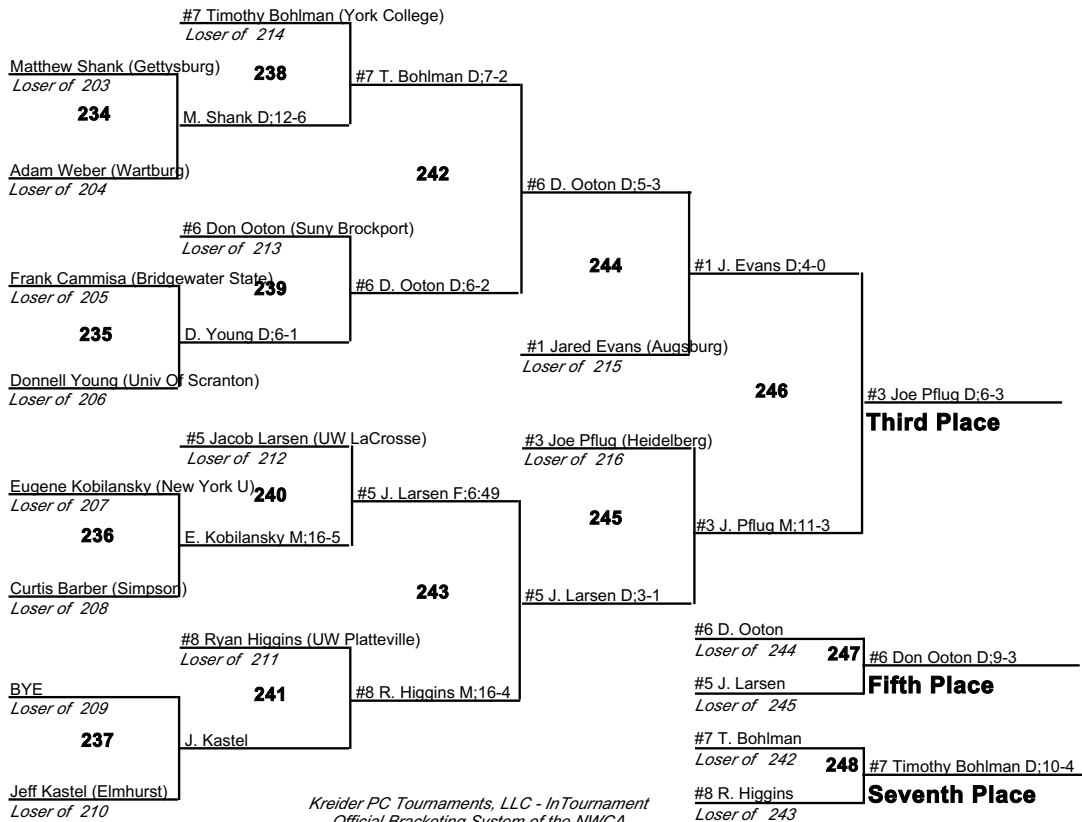 #7 Timothy Bohlman (York College)
Loser of 214
Matthew Shank (Gettysburg)
Loser of 203
238
#7 T. Bohlman D;7-2
234
M. Shank D;12-6
Adam Weber (Wartburg)
Loser of 204
242
#6 D. Ooton D;5-3
#6 Don Ooton (Suny Brockport)
Loser of 213
Frank Cammisa (Bridgewater State)
Loser of 205
239
#6 D. Ooton D;6-2
244
#1 J. Evans D;4-0
235
D. Young D;6-1
#1 Jared Evans (Augsburg)
Loser of 215
Donnell Young (Univ Of Scranton)
Loser of 206
246
#3 Joe Pflug D;6-3
Third Place
#5 Jacob Larsen (UW LaCrosse)
Loser of 212
#3 Joe Pflug (Heidelberg)
Loser of 216
Eugene Kobilansky (New York U)
Loser of 207
240
#5 J. Larsen F;6:49
245
#3 J. Pflug M;11-3
236
E. Kobilansky M;16-5
Curtis Barber (Simpson)
Loser of 208
243
#5 J. Larsen D;3-1
#8 Ryan Higgins (UW Platteville)
Loser of 211
#6 D. Ooton
Loser of 244
247
#6 Don Ooton D;9-3
Fifth Place
#5 J. Larsen
Loser of 245
BYE
Loser of 209
241
#8 R. Higgins M;16-4
237
J. Kastel
#7 T. Bohlman
Loser of 242
248
#7 Timothy Bohlman D;10-4
Seventh Place
#8 R. Higgins
Loser of 243
Jeff Kastel (Elmhurst)
Loser of 210
Kreider PC Tournaments, LLC - InTournament
Official Bracketing System of the NWCA